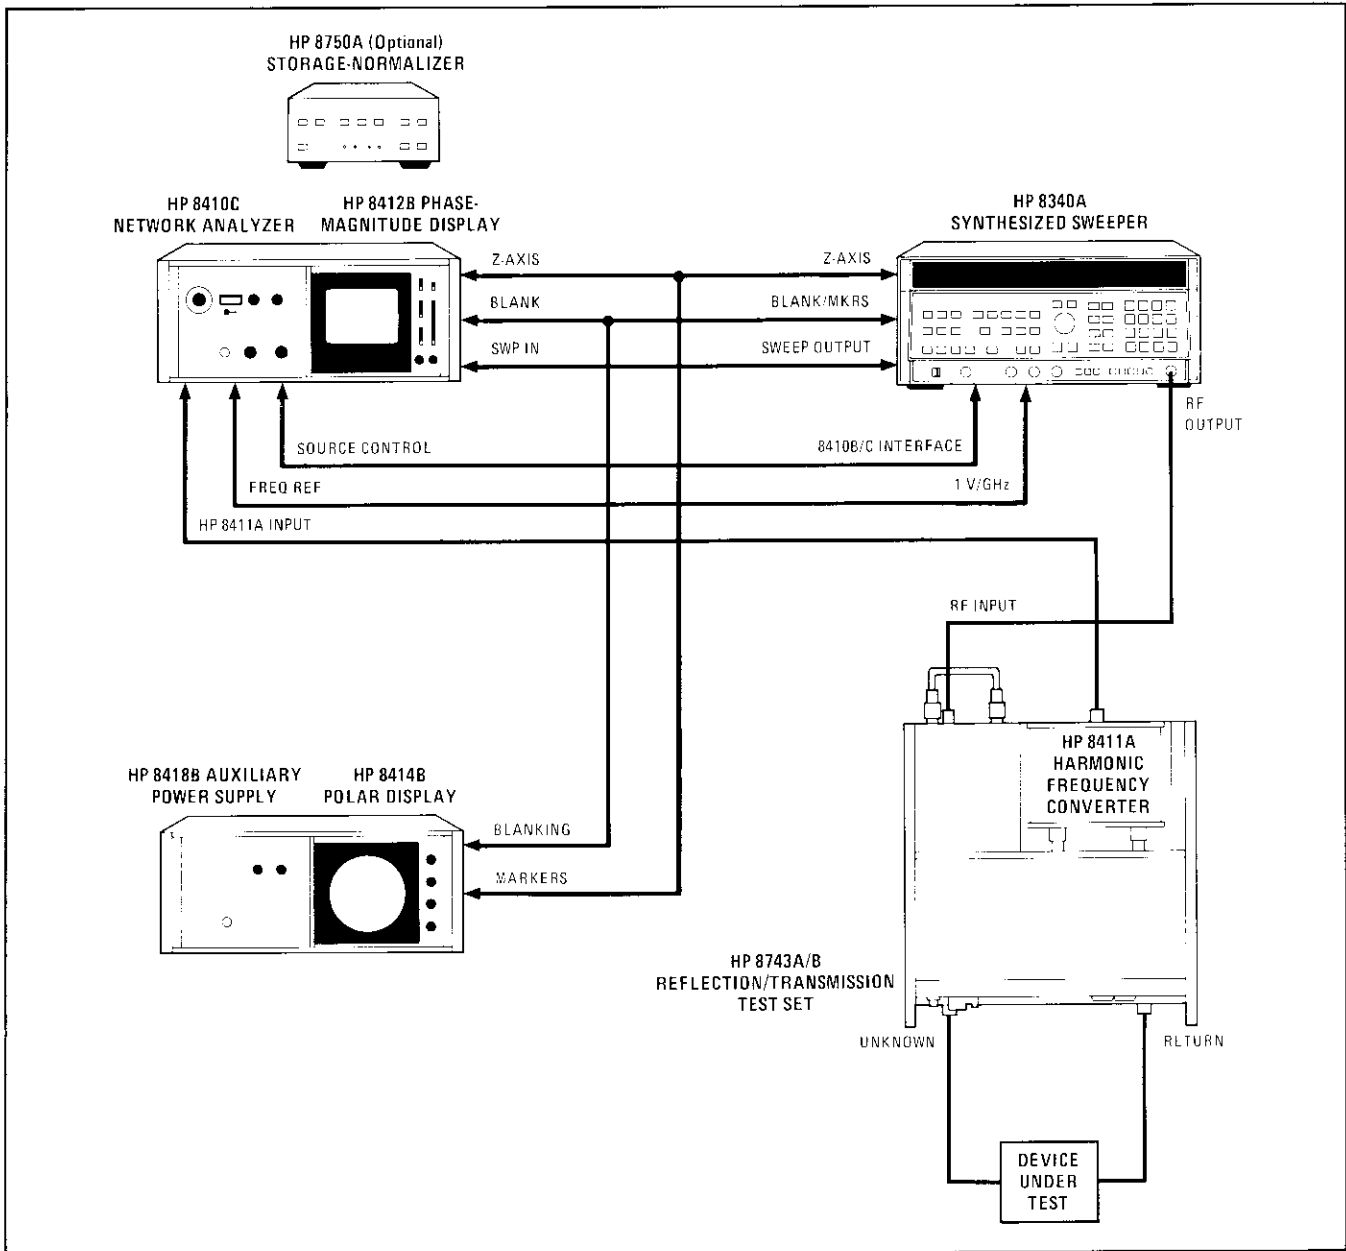 HP 8750A (Optional)
STORAGE-NORMALIZER
HP 8410C
NETWORK ANALYZER
HP 8412B PHASE-
MAGNITUDE DISPLAY
HP 8340A
SYNTHESIZED SWEEPER
Z-AXIS
Z-AXIS
BLANK
BLANK/MKRS
SWP IN
SWEEP OUTPUT
RF
OUTPUT
SOURCE CONTROL
8410B/C INTERFACE
FREQ REF
1 V/GHz
HP 8411A INPUT
RF INPUT
HP 8411A
HARMONIC
FREQUENCY
CONVERTER
HP 8418B AUXILIARY
POWER SUPPLY
HP 8414B
POLAR DISPLAY
BLANKING
MARKERS
HP 8743A/B
REFLECTION/TRANSMISSION
TEST SET
UNKNOWN
RETURN
DEVICE
UNDER
TEST